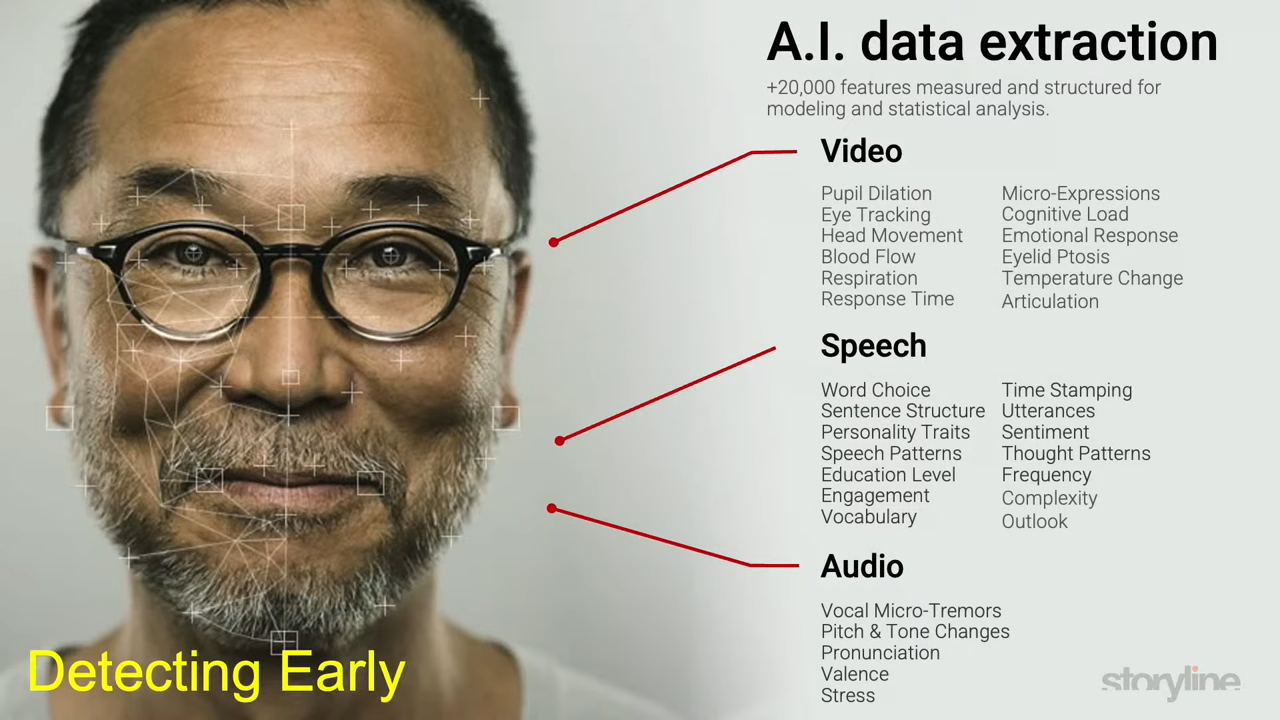 A.I. data extraction
+20,000 features measured and structured for
modeling and statistical analysis.
Video
Pupil Dilation
Eye Tracking
Head Movement
Blood Flow
Respiration
Response Time
Micro-Expressions
Cognitive Load
Emotional Response
Eyelid Ptosis
Temperature Change
Articulation
Speech
Word Choice
Sentence Structure
Personality Traits
Speech Patterns
Education Level
Engagement
Vocabulary
Time Stamping
Utterances
Sentiment
Thought Patterns
Frequency
Complexity
Outlook
Audio
Vocal Micro-Tremors
Pitch & Tone Changes
Pronunciation
Valence
Stress
Detecting Early
storyline